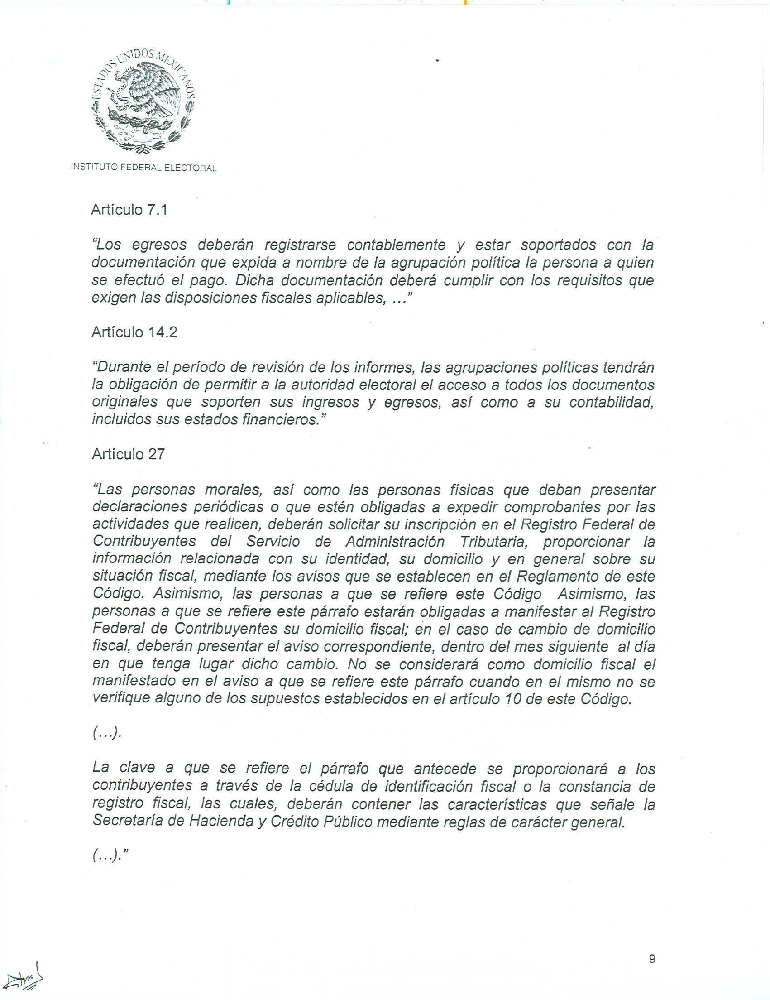 ESTADOS UNIDOS MEXICANOS
INSTITUTO FEDERAL ELECTORAL
Artículo 7.1
“Los egresos deberán registrarse contablemente y estar soportados con la
documentación que expida a nombre de la agrupación política la persona a quien
se efectuó el pago. Dicha documentación deberá cumplir con los requisitos que
exigen las disposiciones fiscales aplicables, ...”
Artículo 14.2
“Durante el período de revisión de los informes, las agrupaciones políticas tendrán
la obligación de permitir a la autoridad electoral el acceso a todos los documentos
originales que soporten sus ingresos y egresos, así como a su contabilidad,
incluidos sus estados financieros.”
Artículo 27
“Las personas morales, así como las personas físicas que deban presentar
declaraciones periódicas o que estén obligadas a expedir comprobantes por las
actividades que realicen, deberán solicitar su inscripción en el Registro Federal de
Contribuyentes del Servicio de Administración Tributaria, proporcionar la
información relacionada con su identidad, su domicilio y en general sobre su
situación fiscal, mediante los avisos que se establecen en el Reglamento de este
Código. Asimismo, las personas a que se refiere este Código Asimismo, las
personas a que se refiere este párrafo estarán obligadas a manifestar al Registro
Federal de Contribuyentes su domicilio fiscal; en el caso de cambio de domicilio
fiscal, deberán presentar el aviso correspondiente, dentro del mes siguiente al día
en que tenga lugar dicho cambio. No se considerará como domicilio fiscal el
manifestado en el aviso a que se refiere este párrafo cuando en el mismo no se
verifique alguno de los supuestos establecidos en el artículo 10 de este Código.
(...).
La clave a que se refiere el párrafo que antecede se proporcionará a los
contribuyentes a través de la cédula de identificación fiscal o la constancia de
registro fiscal, las cuales, deberán contener las características que señale la
Secretaría de Hacienda y Crédito Público mediante reglas de carácter general.
(...).”
9